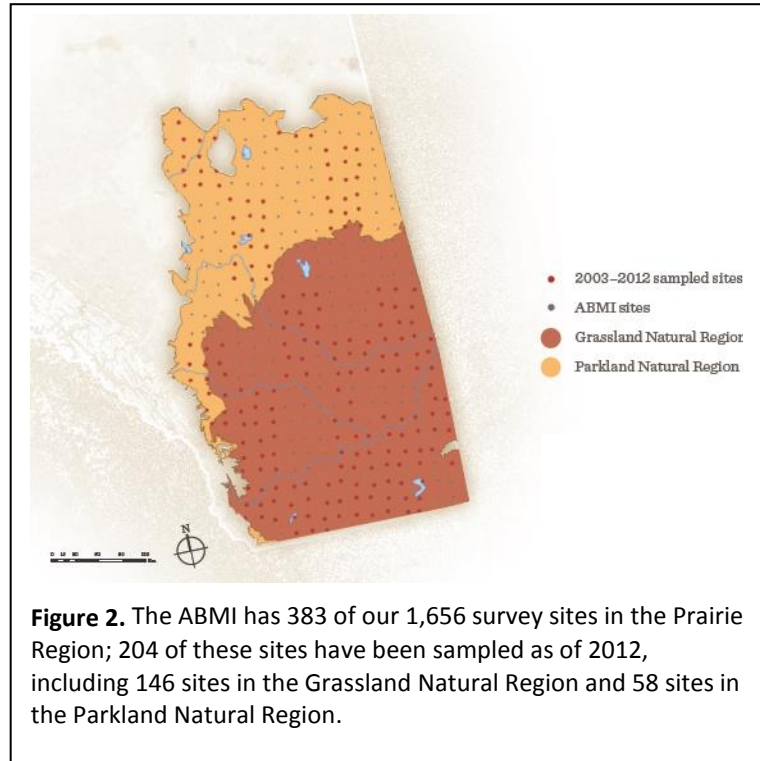 2003–2012 sampled sites
ABMI sites
Grassland Natural Region
Parkland Natural Region
N
Figure 2. The ABMI has 383 of our 1,656 survey sites in the Prairie
Region; 204 of these sites have been sampled as of 2012,
including 146 sites in the Grassland Natural Region and 58 sites in
the Parkland Natural Region.